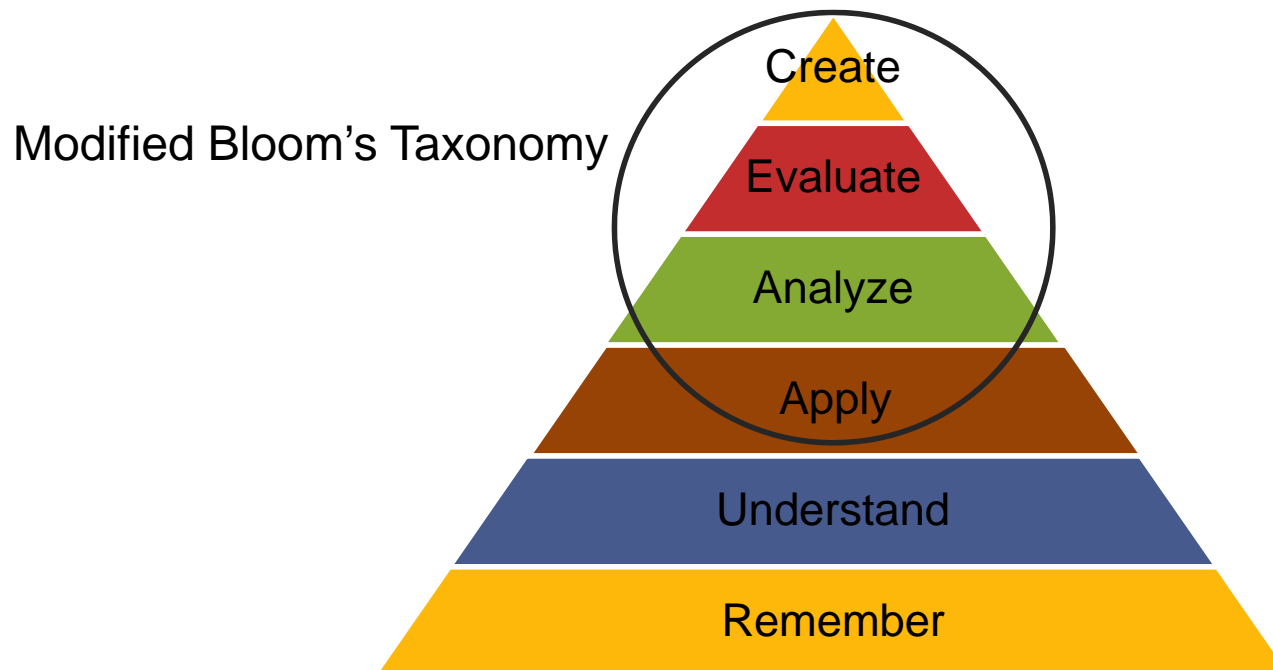 Create
Modified Bloom’s Taxonomy
Evaluate
Analyze
Apply
Understand
Remember